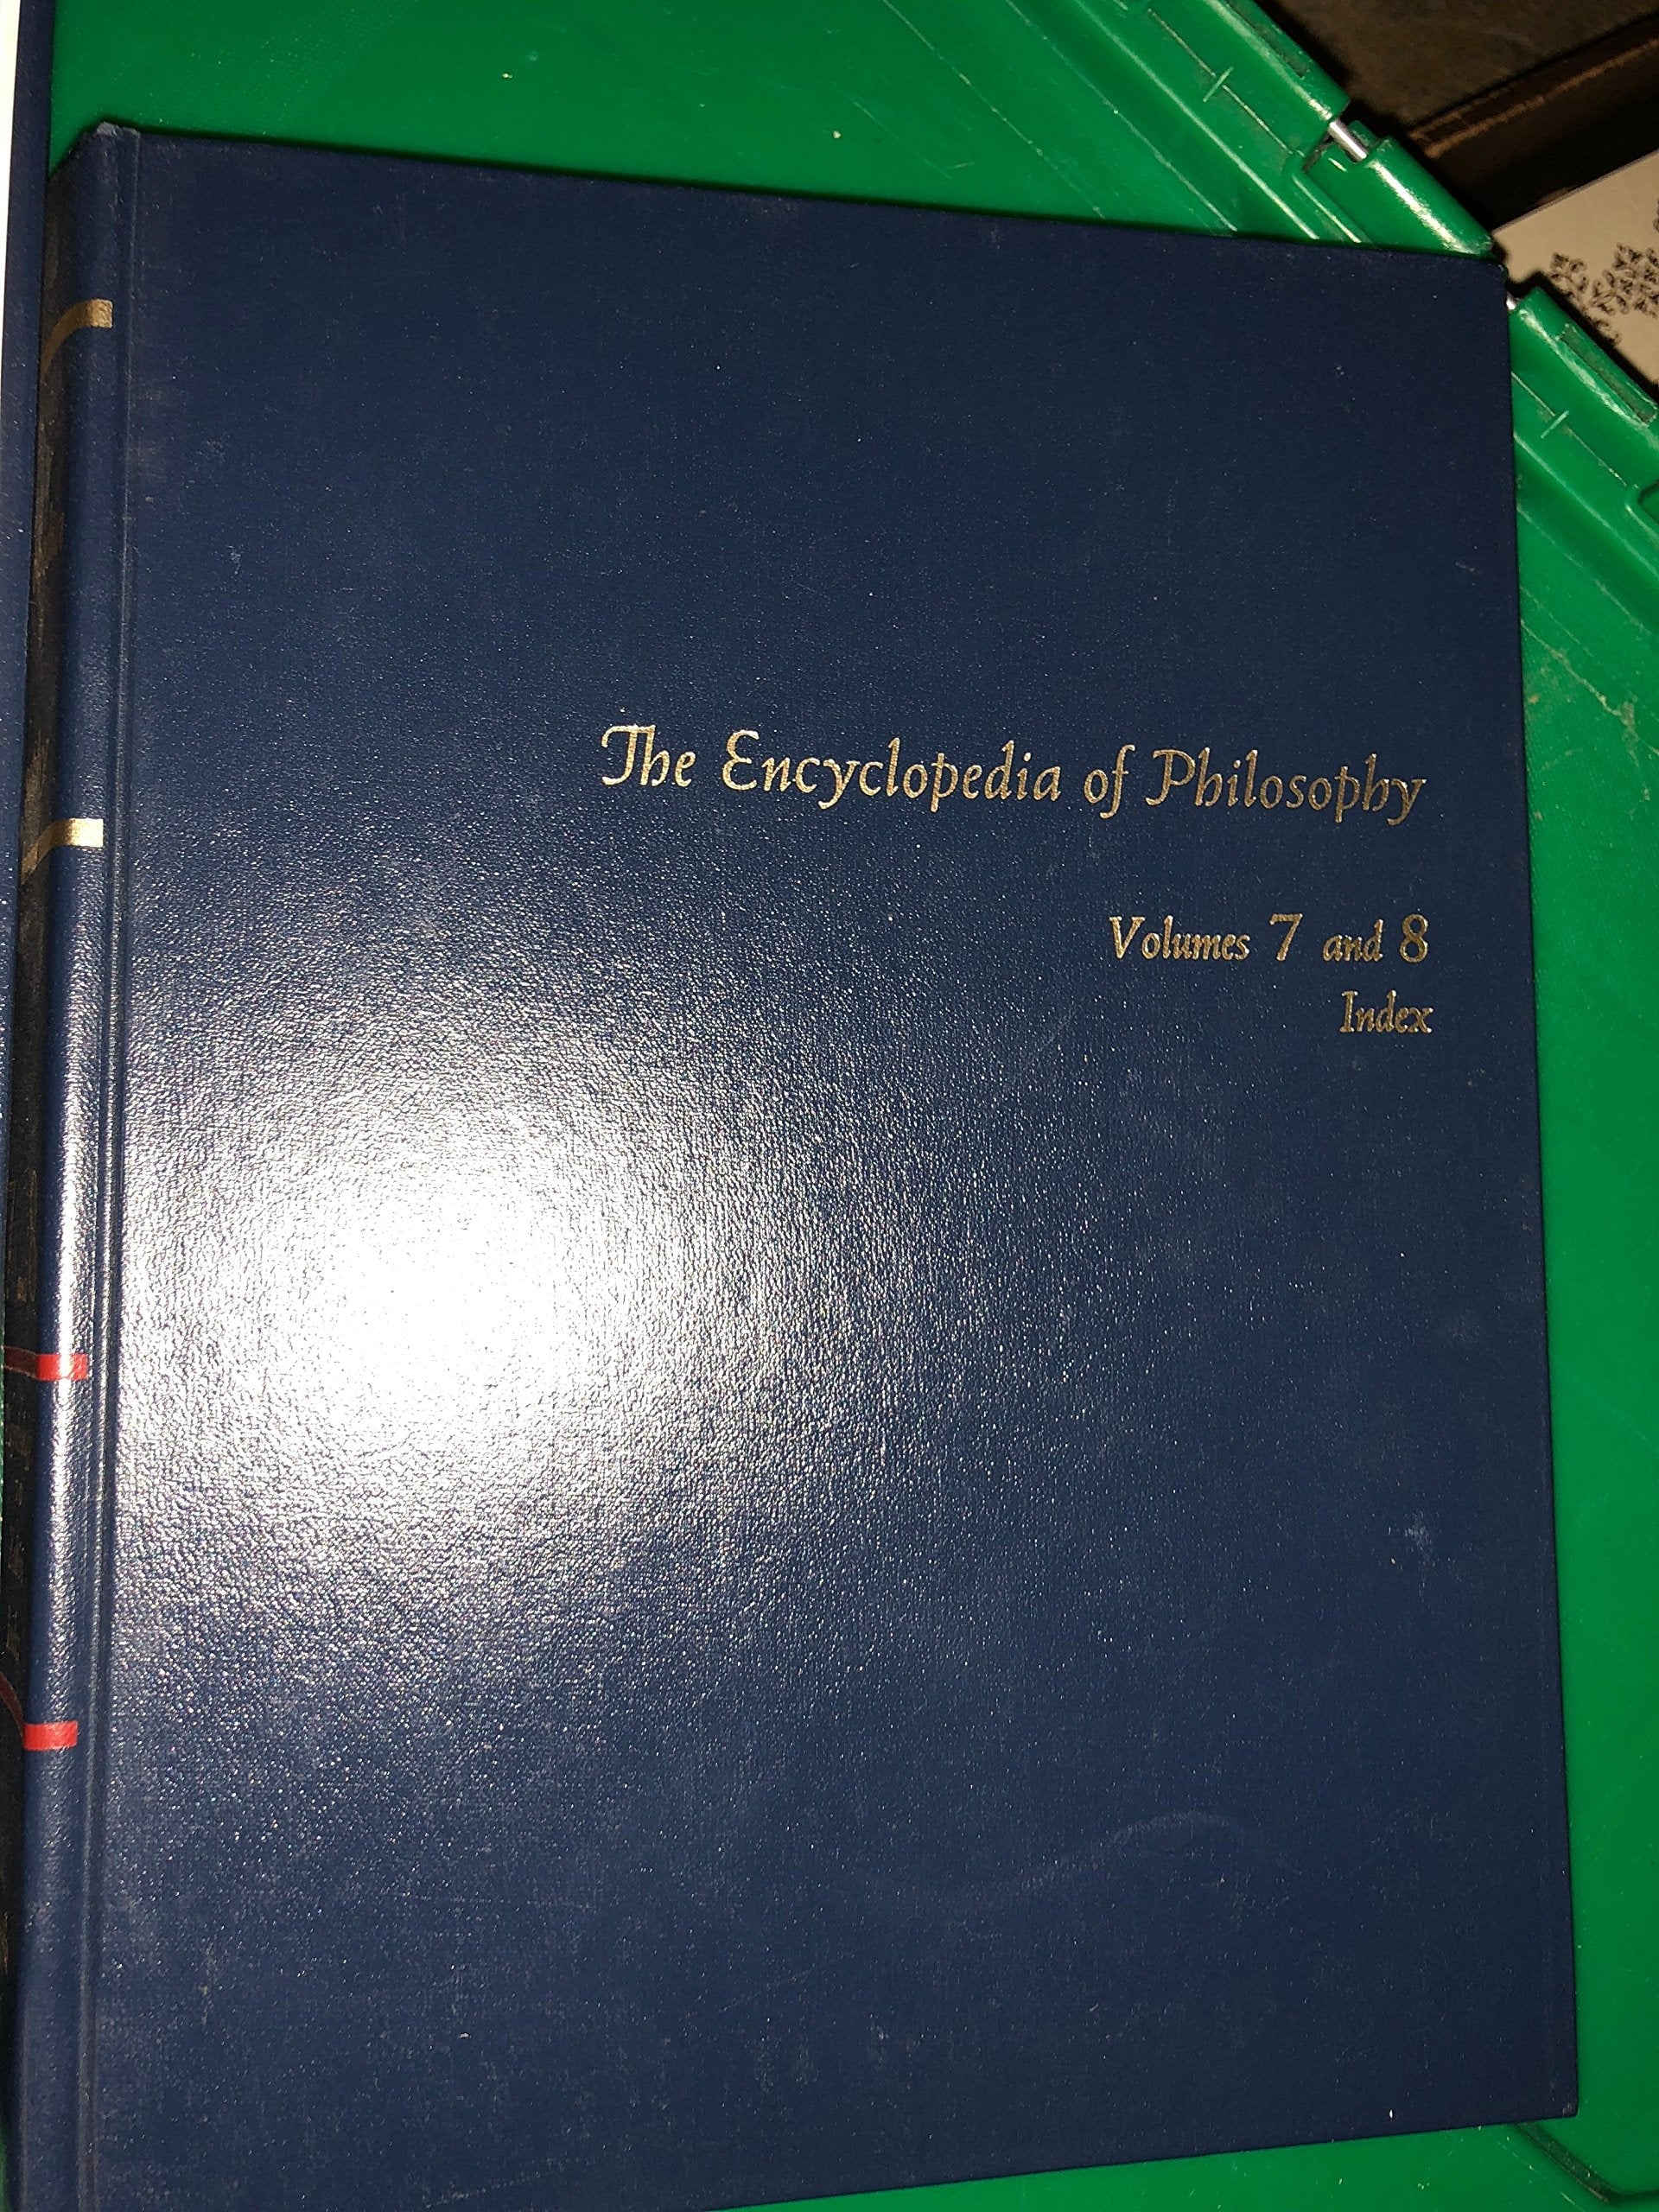 The Encyclopedia of Philosophy
Volumes 7 and 8
Index